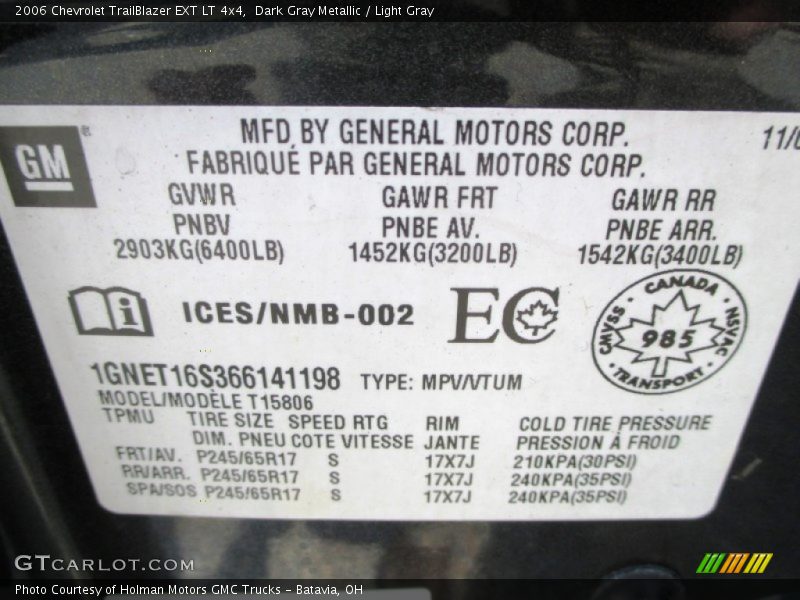 2006 Chevrolet TrailBlazer EXT LT 4x4, Dark Gray Metallic / Light Gray
GM
MFD BY GENERAL MOTORS CORP.
FABRIQUÉ PAR GENERAL MOTORS CORP.
GVWR GAWR FRT GAWR RR
PNBV PNBE AV. PNBE ARR.
2903KG(6400LB) 1452KG(3200LB) 1542KG(3400LB)
ICES/NMB-002 EC
CANADA
CMVSS 985 NSVAC
TRANSPORT
1GNET16S366141198 TYPE: MPV/VTUM
MODEL/MODÈLE T15806
TPMU TIRE SIZE SPEED RTG RIM COLD TIRE PRESSURE
DIM. PNEU COTE VITESSE JANTE PRESSION À FROID
FRT/AV. P245/65R17 S 17X7J 210KPA(30PSI)
RR/ARR. P245/65R17 S 17X7J 240KPA(35PSI)
SPA/SOS P245/65R17 S 17X7J 240KPA(35PSI)
GTcarlot.com
Photo Courtesy of Holman Motors GMC Trucks - Batavia, OH